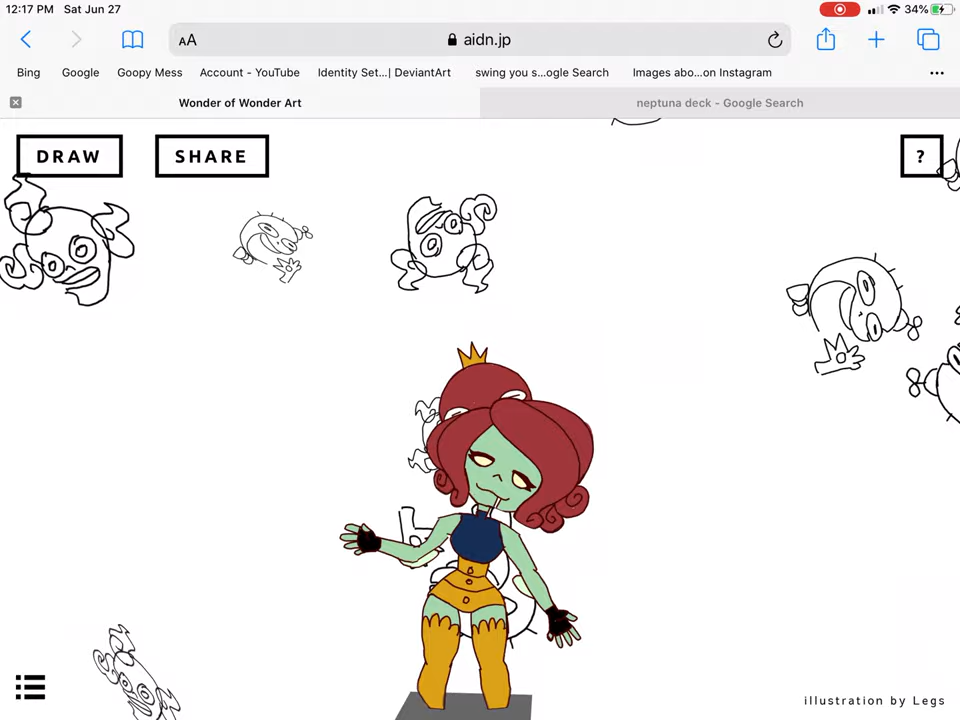 12:17 PM Sat Jun 27
34%
AA
aidn.jp
Bing
Google
Goopy Mess
Account - YouTube
Identity Set...| DeviantArt
swing you s...ogle Search
Images abo...on Instagram
Wonder of Wonder Art
neptuna deck - Google Search
DRAW
SHARE
?
illustration by Legs